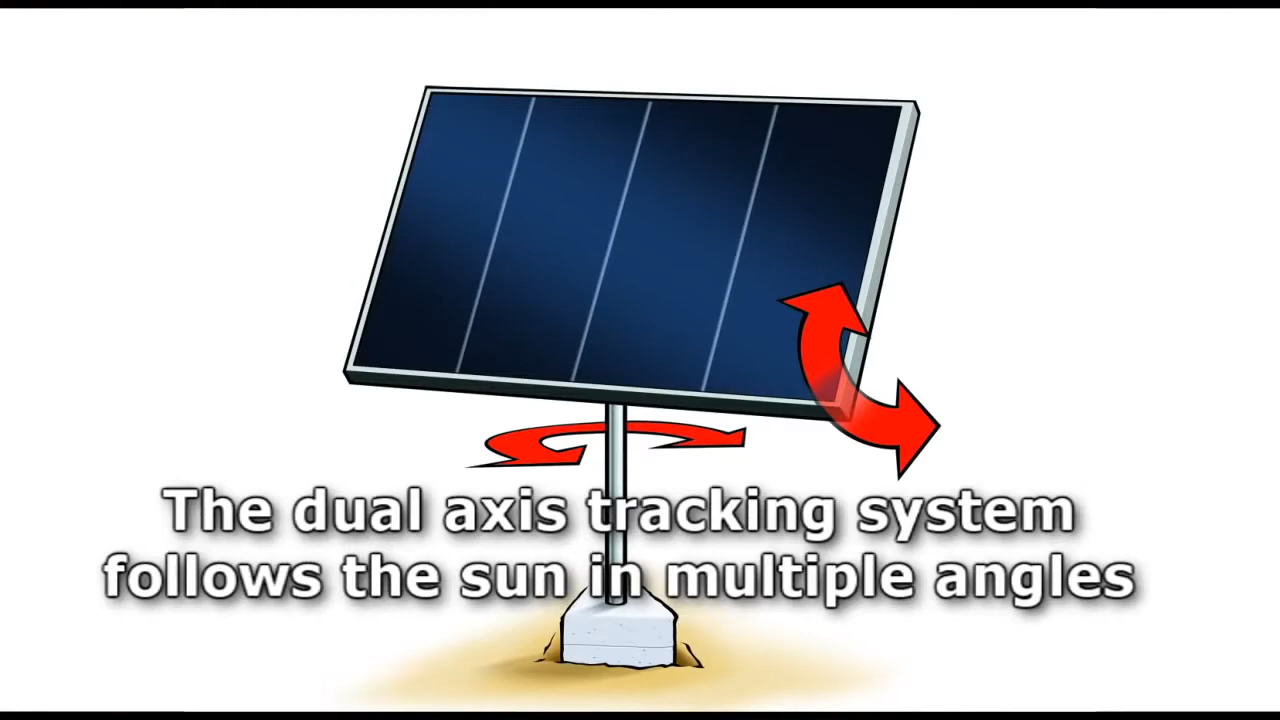 The dual axis tracking system
follows the sun in multiple angles